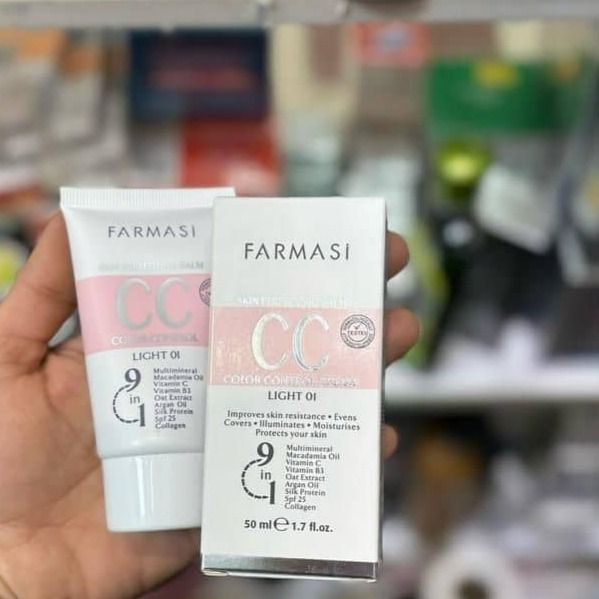 FARMASi
CC
COLOR CONTROL
LIGHT 01
9 in 1
Multimineral
Macadamia Oil
Vitamin C
Vitamin B3
Oat Extract
Argan Oil
Silk Protein
Spf 25
Collagen
FARMASi
SKIN PERFECTING BALM
CC
COLOR CONTROL CREAM
TESTED
LIGHT 01
Improves skin resistance • Evens
Covers • Illuminates • Moisturises
Protects your skin
9 in 1
Multimineral
Macadamia Oil
Vitamin C
Vitamin B3
Oat Extract
Argan Oil
Silk Protein
Spf 25
Collagen
50 ml ℮ 1.7 fl.oz.